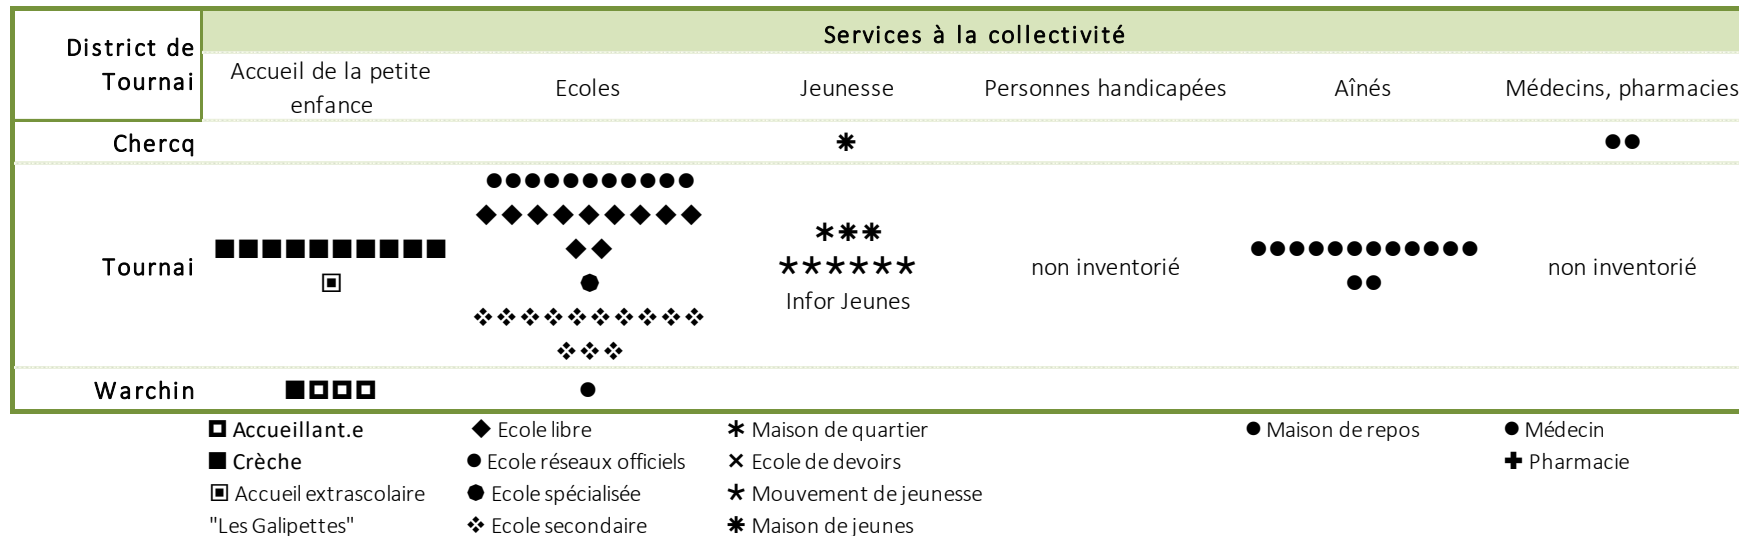 District de Tournai
Services à la collectivité
Accueil de la petite enfance
Ecoles
Jeunesse
Personnes handicapées
Aînés
Médecins, pharmacies
Chercq
Tournai
Infor Jeunes
non inventorié
non inventorié
Warchin
Accueillant.e
Ecole libre
Maison de quartier
Maison de repos
Médecin
Crèche
Ecole réseaux officiels
Ecole de devoirs
Pharmacie
Accueil extrascolaire
Ecole spécialisée
Mouvement de jeunesse
"Les Galipettes"
Ecole secondaire
Maison de jeunes